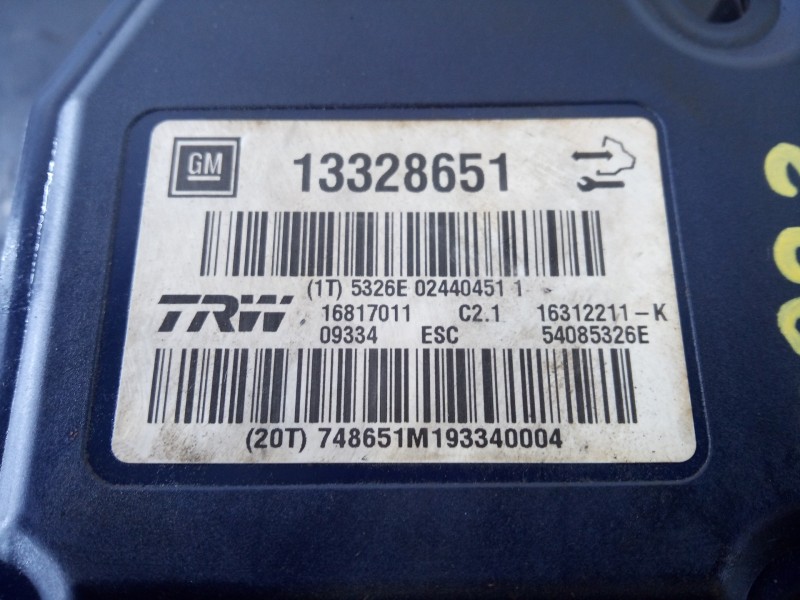 GM 13328651
(1T) 5326E 02440451 1
TRW 16817011 C2.1 16312211-K
09334 ESC 54085326E
(20T) 748651M193340004